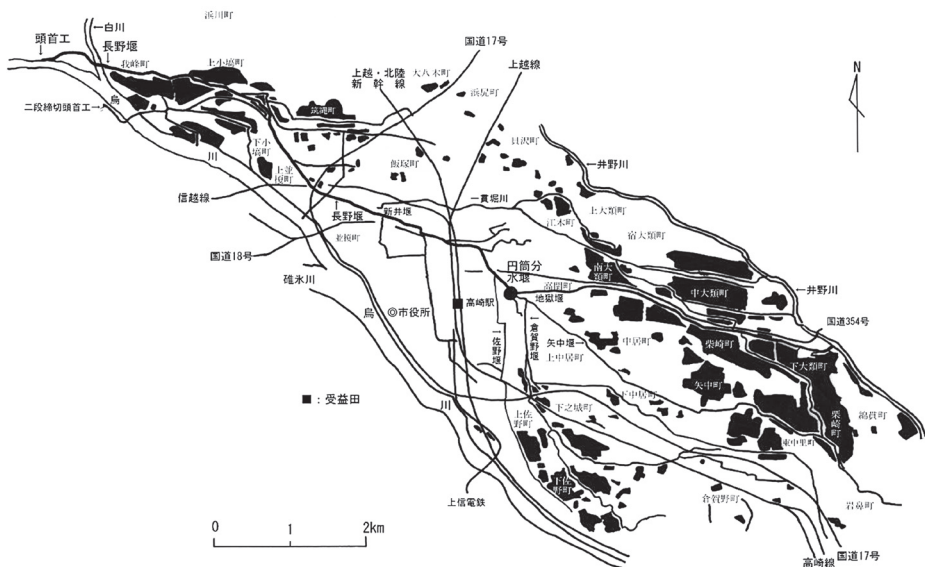 浜川町
←白川
頭首工
長野堰
我峰町
上小塙町
国道17号
上越・北陸
新幹線
大八木町
上越線
浜尻町
N
二段締切頭首工→
烏
川
筑縄町
下小
塙町
上並
榎町
飯塚町
貝沢町
←井野川
信越線
長野堰
新井堰
一貫堀川
江木町
上大類町
宿大類町
並榎町
国道18号
円筒分
水堰
南大
類町
高関町
地獄堰
中大類町
←井野川
碓氷川
烏
◎市役所
高崎駅
←佐野堰
←倉賀野堰
矢中堰→
中居町
上中居町
国道354号
柴崎町
下大類町
矢中町
■:受益田
川
上佐
野町
下之城町
下中居町
柴崎町
綿貫町
東中里町
下佐
野町
上信電鉄
倉賀野町
岩鼻町
0 1 2km
高崎線
国道17号